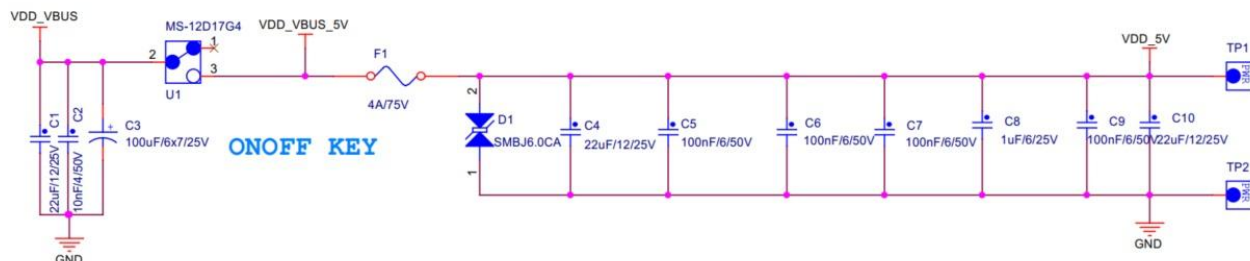 VDD_VBUS
MS-12D17G4
VDD_VBUS_5V
VDD_5V
TP1
1
2
3
U1
F1
4A/75V
PWR
C1
22uF/12/25V
C2
10nF/4/50V
+
C3
100uF/6x7/25V
ONOFF KEY
2
D1
SMBJ6.0CA
1
C4
22uF/12/25V
C5
100nF/6/50V
C6
100nF/6/50V
C7
100nF/6/50V
C8
1uF/6/25V
C9
100nF/6/50V
C10
22uF/12/25V
TP2
PWR
GND
GND